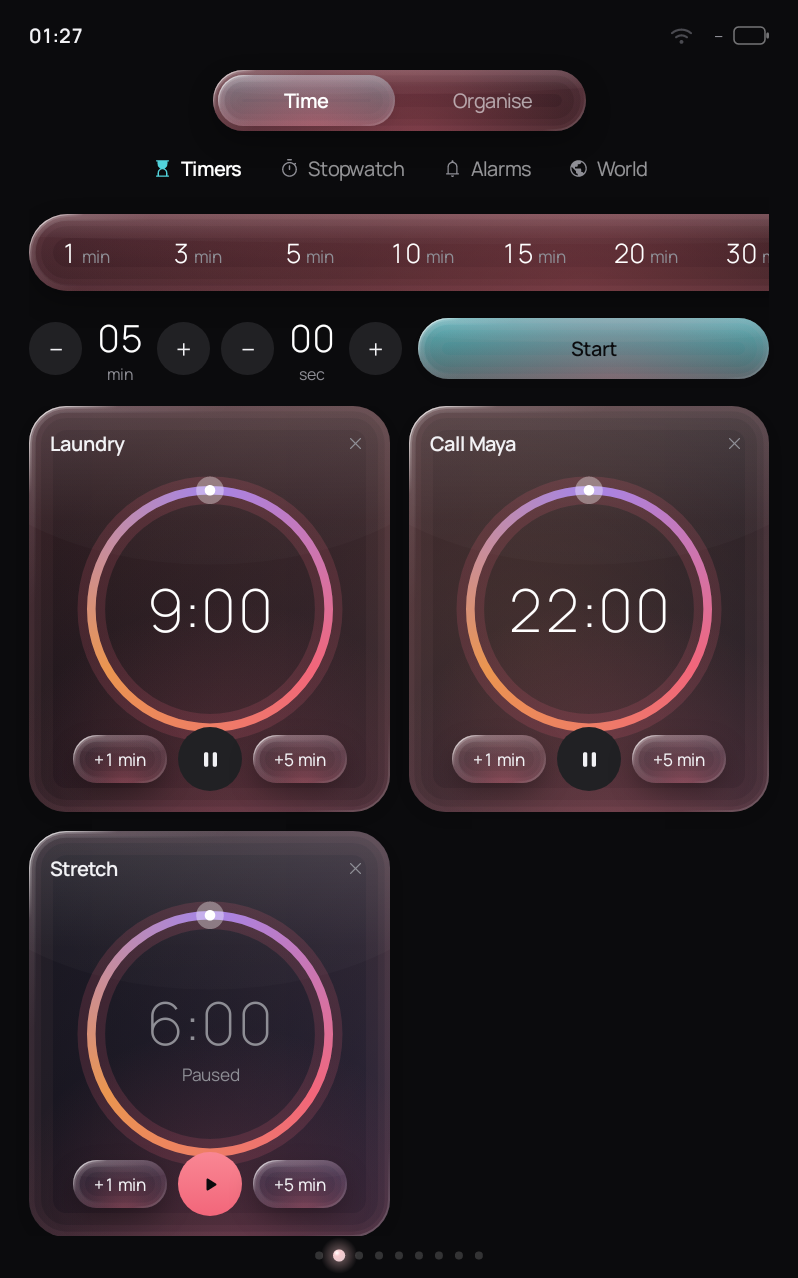 01:27
Time Organise
Timers Stopwatch Alarms World
1 min 3 min 5 min 10 min 15 min 20 min 30
− 05 + − 00 + Start
min sec
Laundry Call Maya
9:00 22:00
+1 min +5 min +1 min +5 min
Stretch
6:00
Paused
+1 min +5 min